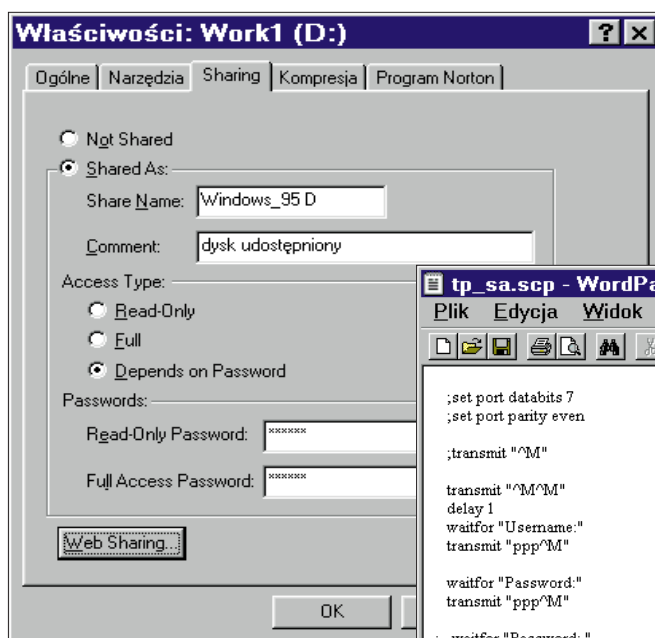 Właściwości: Work1 (D:)
Ogólne Narzędzia Sharing Kompresja Program Norton
Not Shared
Shared As:
Share Name: Windows_95 D
Comment: dysk udostępniony
Access Type:
Read-Only
Full
Depends on Password
Passwords:
Read-Only Password: ******
Full Access Password: ******
Web Sharing...
OK
tp_sa.scp - WordPa
Plik Edycja Widok
;set port databits 7
;set port parity even
;transmit "^M"
transmit "^M^M"
delay 1
waitfor "Username:"
transmit "ppp^M"
waitfor "Password:"
transmit "ppp^M"
; waitfor "Password:"